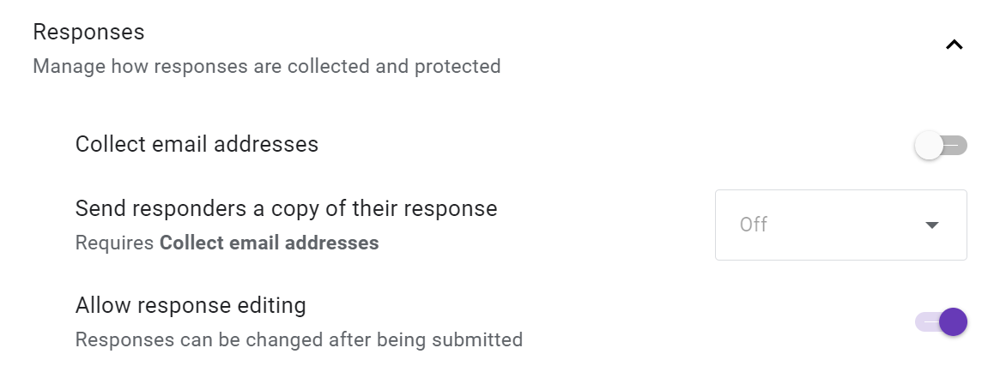 Responses
Manage how responses are collected and protected
Collect email addresses
Send responders a copy of their response
Requires Collect email addresses
Off
Allow response editing
Responses can be changed after being submitted